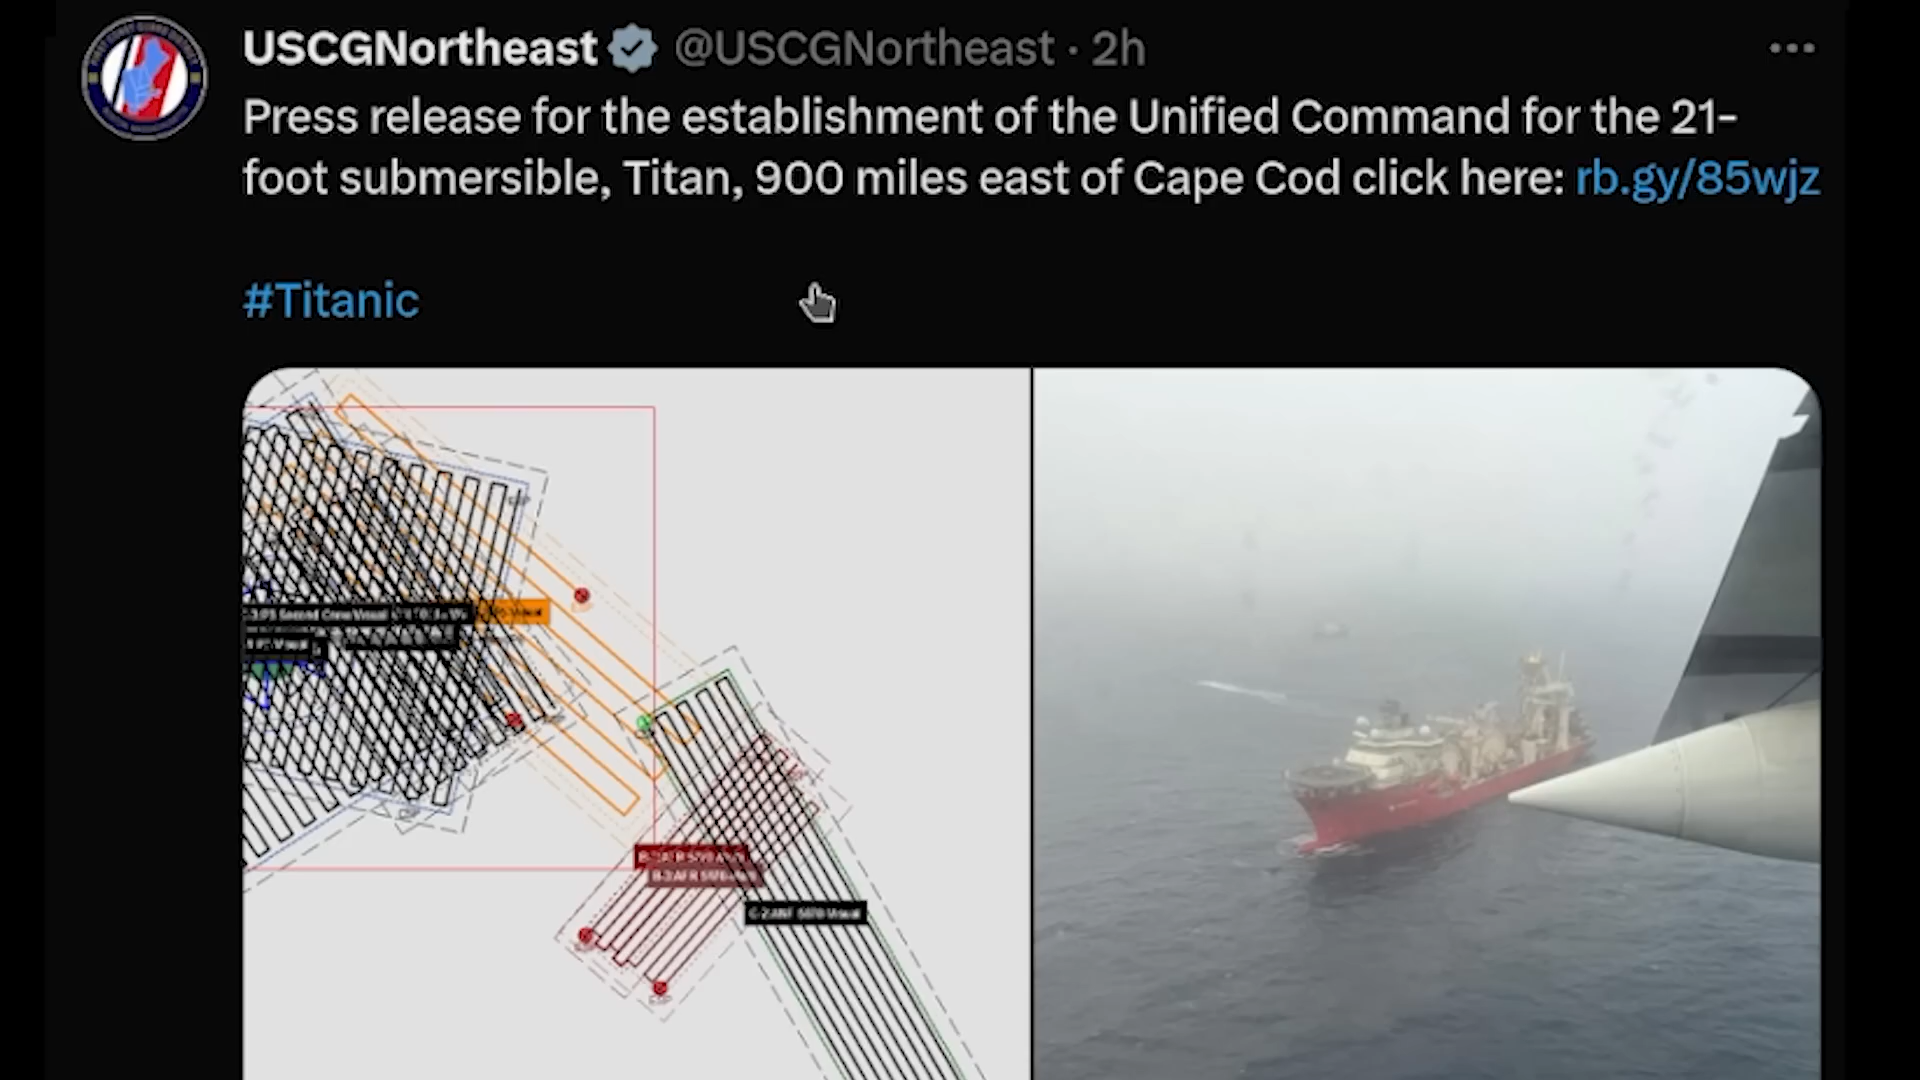 USCGNortheast @USCGNortheast · 2h
Press release for the establishment of the Unified Command for the 21-
foot submersible, Titan, 900 miles east of Cape Cod click here: rb.gy/85wjz
#Titanic
Visual